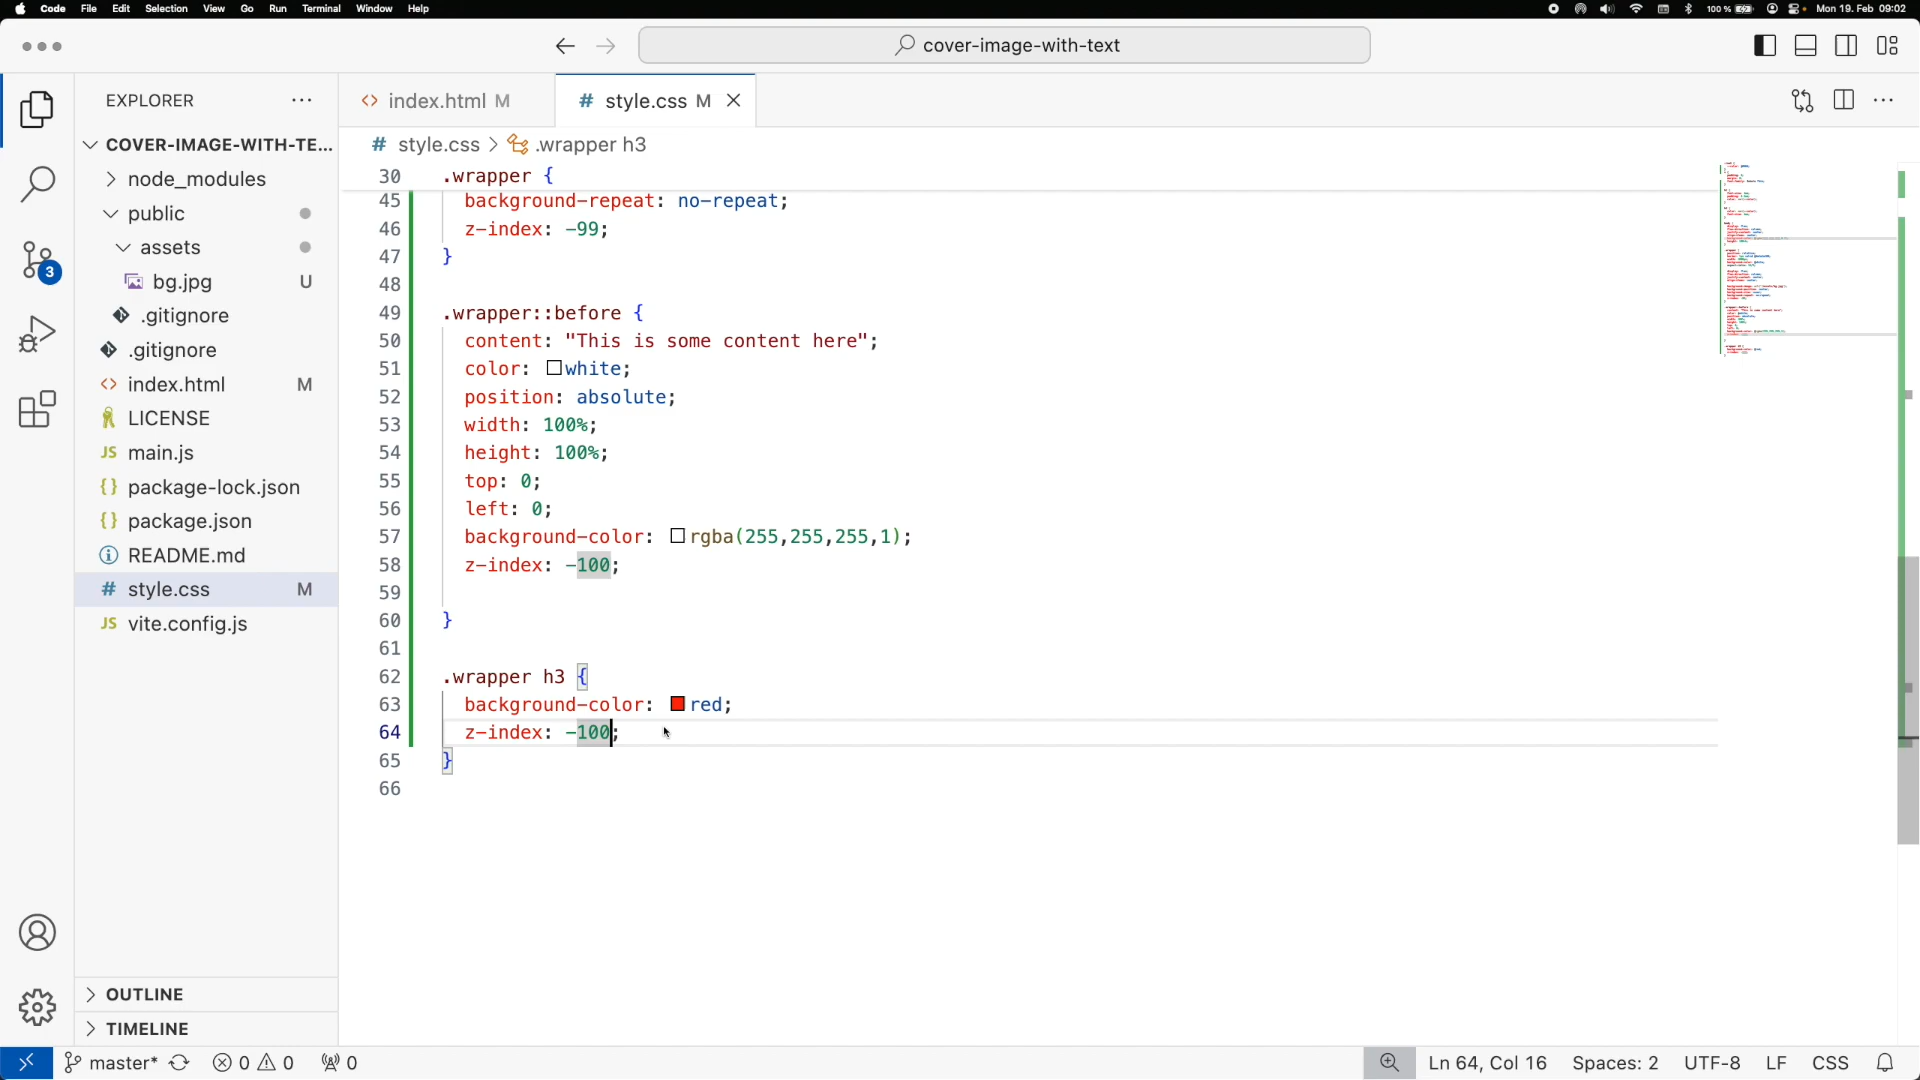 Code File Edit Selection View Go Run Terminal Window Help 100 % Mon 19. Feb 09:02
cover-image-with-text
EXPLORER
COVER-IMAGE-WITH-TE...
node_modules
public
assets
bg.jpg U
.gitignore
.gitignore
<> index.html M
LICENSE
JS main.js
{} package-lock.json
{} package.json
README.md
# style.css M
JS vite.config.js
OUTLINE
TIMELINE
3
<> index.html M
# style.css M
# style.css > .wrapper h3
30 .wrapper {
45 background-repeat: no-repeat;
46 z-index: -99;
47 }
48
49 .wrapper::before {
50 content: "This is some content here";
51 color: white;
52 position: absolute;
53 width: 100%;
54 height: 100%;
55 top: 0;
56 left: 0;
57 background-color: rgba(255,255,255,1);
58 z-index: -100;
59
60 }
61
62 .wrapper h3 {
63 background-color: red;
64 z-index: -100;
65 }
66
master* 0 0 0 Ln 64, Col 16 Spaces: 2 UTF-8 LF CSS